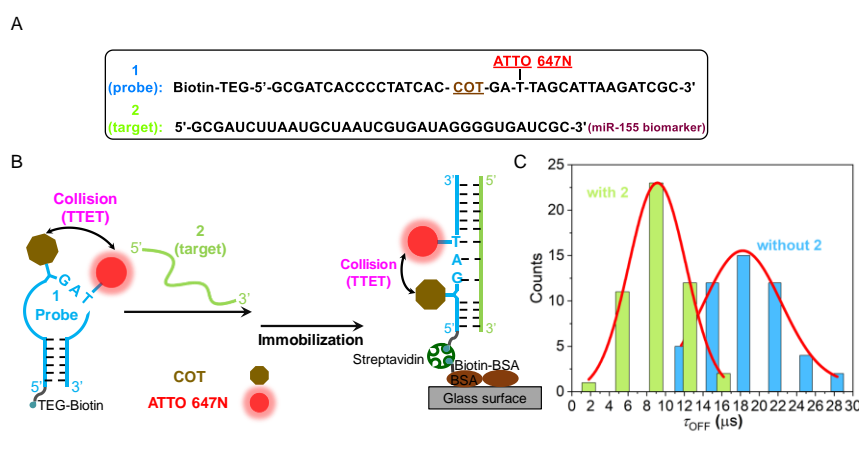 A
ATTO 647N
1
(probe): Biotin-TEG-5'-GCGATCACCCCTATCAC- COT-GA-T-TAGCATTAAGATCGC-3'
2
(target): 5'-GCGAUCUUAAUGCUAAUCGUGAUAGGGGUGAUCGC-3'(miR-155 biomarker)
B
Collision
(TTET)
GAT
1
Probe
5'
3'
TEG-Biotin
2
(target)
5'
3'
Immobilization
COT
ATTO 647N
3'
5'
Collision
(TTET)
T
A
G
5'
3'
Streptavidin
Biotin-BSA
BSA
Glass surface
C
25
20
15
10
5
0
Counts
with 2
without 2
0 2 4 6 8 10 12 14 16 18 20 22 24 26 28 30
τOFF (μs)